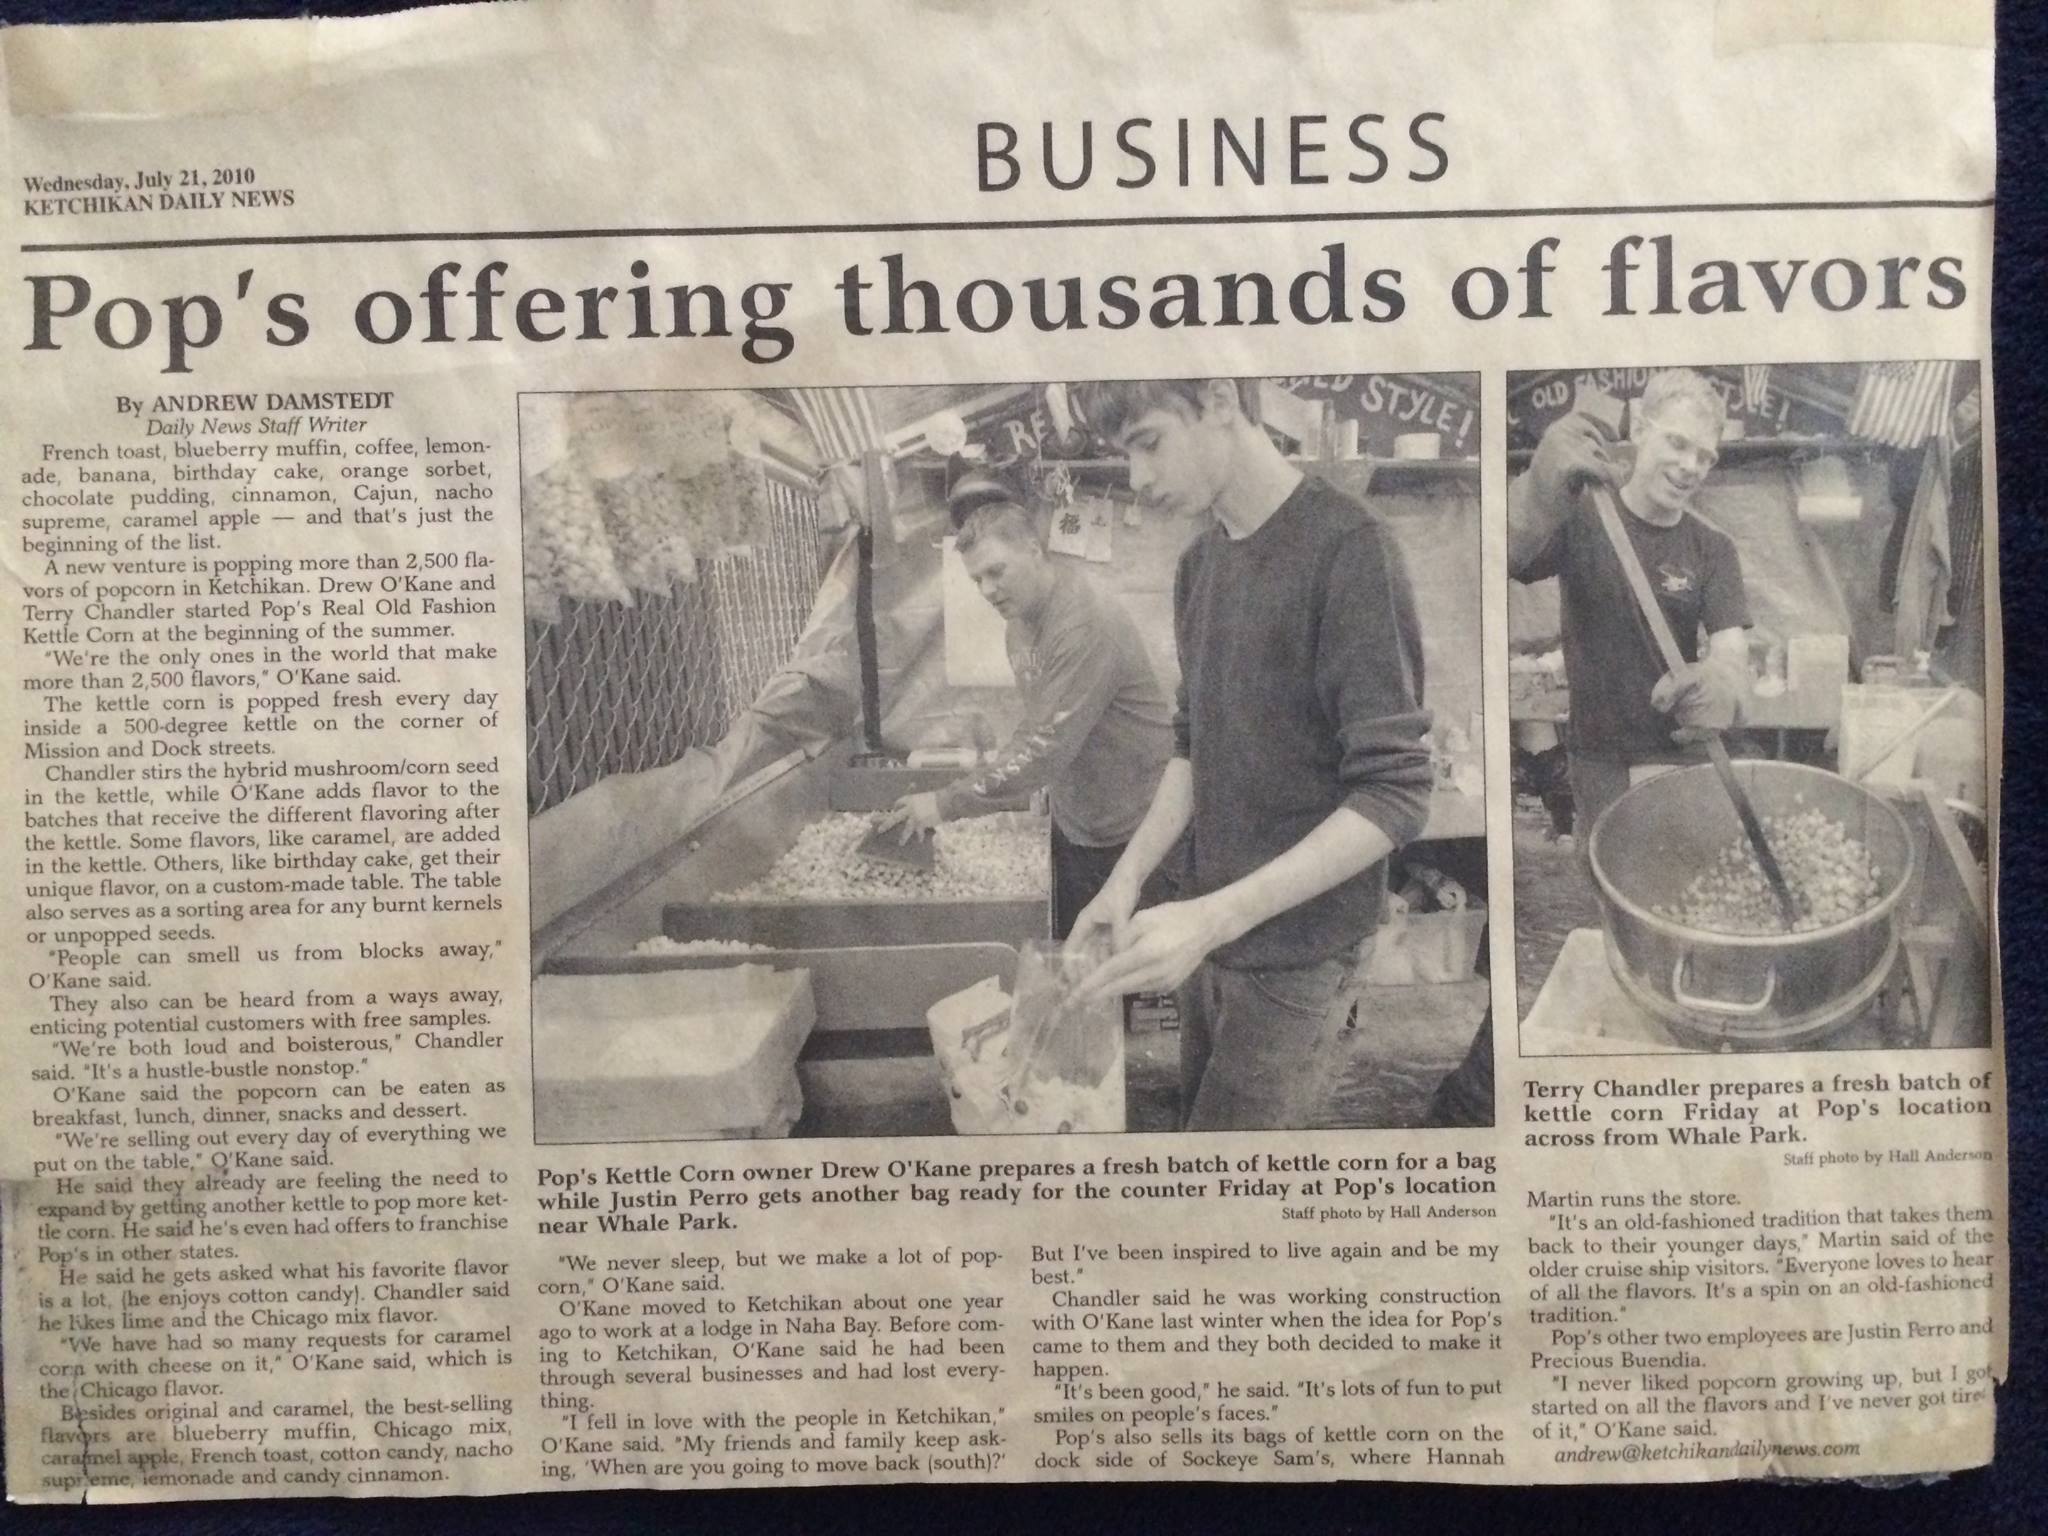 BUSINESS
Wednesday, July 21, 2010
KETCHIKAN DAILY NEWS
Pop's offering thousands of flavors
By ANDREW DAMSTEDT
Daily News Staff Writer
French toast, blueberry muffin, coffee, lemon-
ade, banana, birthday cake, orange sorbet,
chocolate pudding, cinnamon, Cajun, nacho
supreme, caramel apple — and that's just the
beginning of the list.
A new venture is popping more than 2,500 fla-
vors of popcorn in Ketchikan. Drew O'Kane and
Terry Chandler started Pop's Real Old Fashion
Kettle Corn at the beginning of the summer.
"We're the only ones in the world that make
more than 2,500 flavors," O'Kane said.
The kettle corn is popped fresh every day
inside a 500-degree kettle on the corner of
Mission and Dock streets.
Chandler stirs the hybrid mushroom/corn seed
in the kettle, while O'Kane adds flavor to the
batches that receive the different flavoring after
the kettle. Some flavors, like caramel, are added
in the kettle. Others, like birthday cake, get their
unique flavor, on a custom-made table. The table
also serves as a sorting area for any burnt kernels
or unpopped seeds.
"People can smell us from blocks away,"
O'Kane said.
They also can be heard from a ways away,
enticing potential customers with free samples.
"We're both loud and boisterous," Chandler
said. "It's a hustle-bustle nonstop."
O'Kane said the popcorn can be eaten as
breakfast, lunch, dinner, snacks and dessert.
"We're selling out every day of everything we
put on the table," O'Kane said.
He said they already are feeling the need to
expand by getting another kettle to pop more ket-
tle corn. He said he's even had offers to franchise
Pop's in other states.
He said he gets asked what his favorite flavor
is a lot, (he enjoys cotton candy). Chandler said
he likes lime and the Chicago mix flavor.
"We have had so many requests for caramel
corn with cheese on it," O'Kane said, which is
the Chicago flavor.
Besides original and caramel, the best-selling
flavors are blueberry muffin, Chicago mix,
caramel apple, French toast, cotton candy, nacho
supreme, lemonade and candy cinnamon.
STYLE!
福
OLD FASHIO
STYLE!
Pop's Kettle Corn owner Drew O'Kane prepares a fresh batch of kettle corn for a bag
while Justin Perro gets another bag ready for the counter Friday at Pop's location
near Whale Park.
Staff photo by Hall Anderson
Terry Chandler prepares a fresh batch of
kettle corn Friday at Pop's location
across from Whale Park.
Staff photo by Hall Anderson
"We never sleep, but we make a lot of pop-
corn," O'Kane said.
O'Kane moved to Ketchikan about one year
ago to work at a lodge in Naha Bay. Before com-
ing to Ketchikan, O'Kane said he had been
through several businesses and had lost every-
thing.
"I fell in love with the people in Ketchikan,"
O'Kane said. "My friends and family keep ask-
ing, 'When are you going to move back (south)?'
But I've been inspired to live again and be my
best."
Chandler said he was working construction
with O'Kane last winter when the idea for Pop's
came to them and they both decided to make it
happen.
"It's been good," he said. "It's lots of fun to put
smiles on people's faces."
Pop's also sells its bags of kettle corn on the
dock side of Sockeye Sam's, where Hannah
Martin runs the store.
"It's an old-fashioned tradition that takes them
back to their younger days," Martin said of the
older cruise ship visitors. "Everyone loves to hear
of all the flavors. It's a spin on an old-fashioned
tradition."
Pop's other two employees are Justin Perro and
Precious Buendia.
"I never liked popcorn growing up, but I got
started on all the flavors and I've never got tire
of it," O'Kane said.
andrew@ketchikandailynews.com